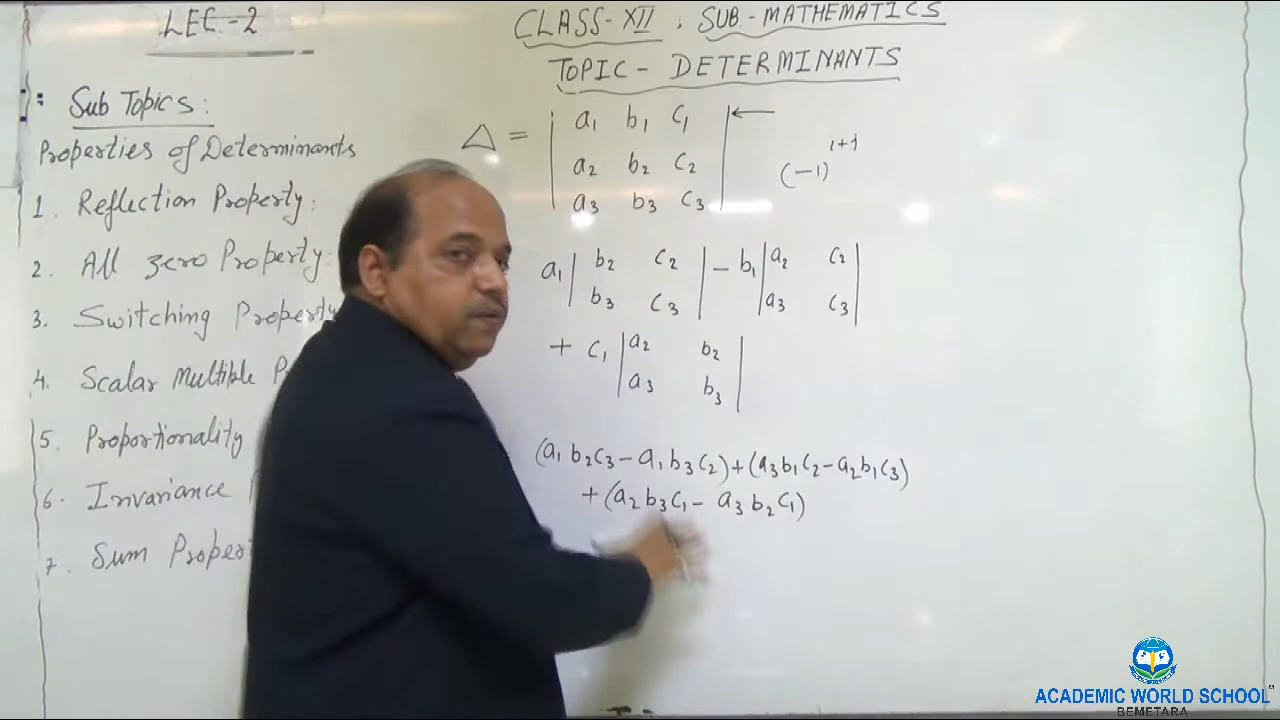 LEC-2
CLASS-XII, SUB.-MATHEMATICS
TOPIC- DETERMINANTS
Sub Topics:
Properties of Determinants
1. Reflection Property:
2. All zero Property:
3. Switching Property
4. Scalar Multiple
5. Proportionality
6. Invariance
7. Sum
Δ = | a₁ b₁ c₁ | ←
| a₂ b₂ c₂ | (-1)¹⁺¹
| a₃ b₃ c₃ |
a₁ | b₂ c₂ | - b₁ | a₂ c₂ |
| b₃ c₃ | | a₃ c₃ |
+ c₁ | a₂ b₂ |
| a₃ b₃ |
(a₁b₂c₃-a₁b₃c₂)+(a₃b₁c₂-a₂b₁c₃)
+(a₂b₃c₁-a₃b₂c₁)
ACADEMIC WORLD SCHOOL
BEMETARA